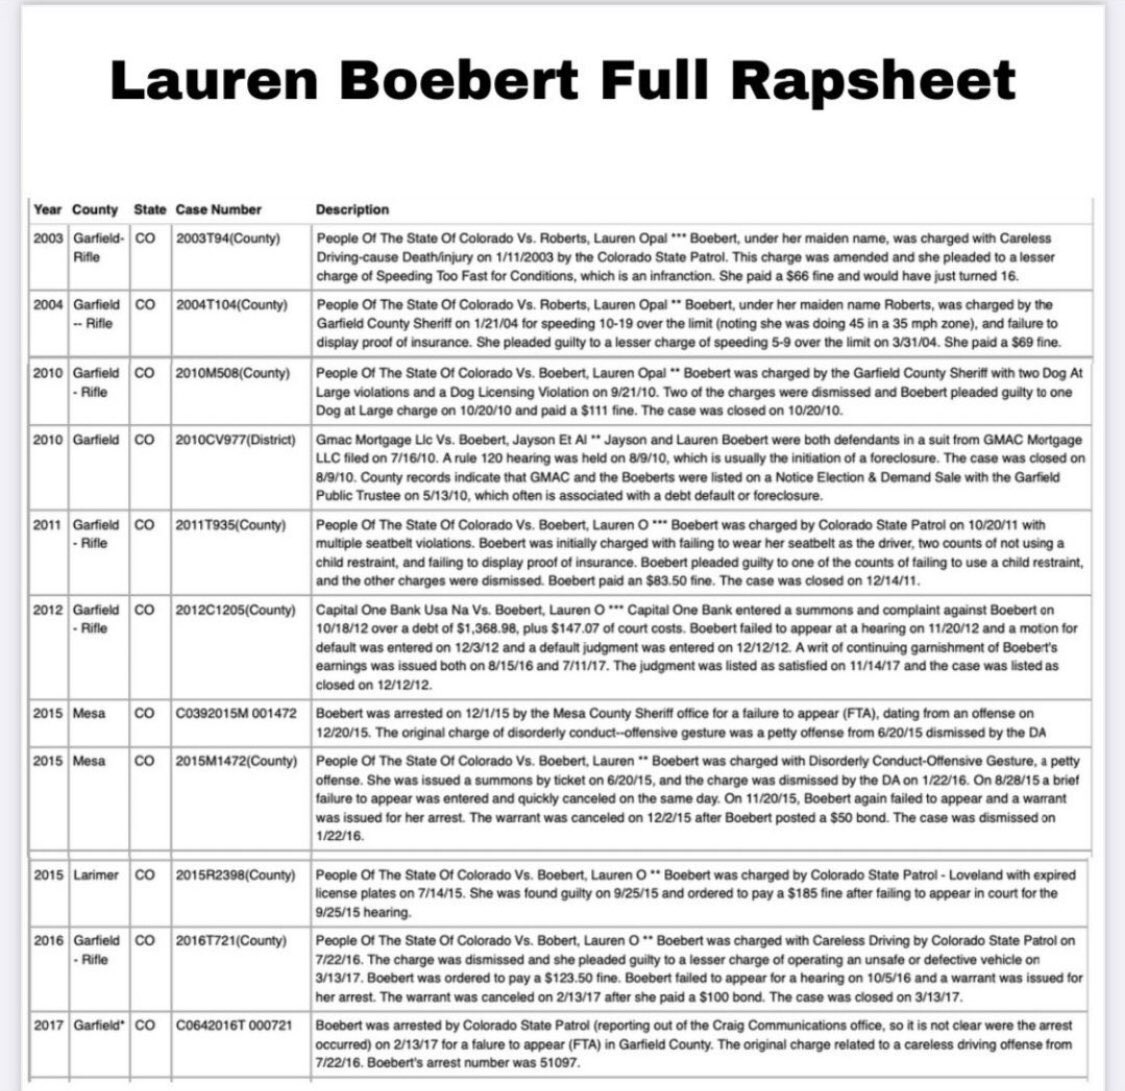 Lauren Boebert Full Rapsheet
Year County State Case Number Description
2003 Garfield- CO 2003T94(County) People Of The State Of Colorado Vs. Roberts, Lauren Opal *** Boebert, under her maiden name, was charged with Careless
Rifle Driving-cause Death/injury on 1/11/2003 by the Colorado State Patrol. This charge was amended and she pleaded to a lesser
charge of Speeding Too Fast for Conditions, which is an infranction. She paid a $66 fine and would have just turned 16.
2004 Garfield CO 2004T104(County) People Of The State Of Colorado Vs. Roberts, Lauren Opal ** Boebert, under her maiden name Roberts, was charged by the
-- Rifle Garfield County Sheriff on 1/21/04 for speeding 10-19 over the limit (noting she was doing 45 in a 35 mph zone), and failure to
display proof of insurance. She pleaded guilty to a lesser charge of speeding 5-9 over the limit on 3/31/04. She paid a $69 fine.
2010 Garfield CO 2010M508(County) People Of The State Of Colorado Vs. Boebert, Lauren Opal ** Boebert was charged by the Garfield County Sheriff with two Dog At
- Rifle Large violations and a Dog Licensing Violation on 9/21/10. Two of the charges were dismissed and Boebert pleaded guilty to one
Dog at Large charge on 10/20/10 and paid a $111 fine. The case was closed on 10/20/10.
2010 Garfield CO 2010CV977(District) Gmac Mortgage Llc Vs. Boebert, Jayson Et Al ** Jayson and Lauren Boebert were both defendants in a suit from GMAC Mortgage
LLC filed on 7/16/10. A rule 120 hearing was held on 8/9/10, which is usually the initiation of a foreclosure. The case was closed on
8/9/10. County records indicate that GMAC and the Boeberts were listed on a Notice Election & Demand Sale with the Garfield
Public Trustee on 5/13/10, which often is associated with a debt default or foreclosure.
2011 Garfield CO 2011T935(County) People Of The State Of Colorado Vs. Boebert, Lauren O *** Boebert was charged by Colorado State Patrol on 10/20/11 with
- Rifle multiple seatbelt violations. Boebert was initially charged with failing to wear her seatbelt as the driver, two counts of not using a
child restraint, and failing to display proof of insurance. Boebert pleaded guilty to one of the counts of failing to use a child restraint,
and the other charges were dismissed. Boebert paid an $83.50 fine. The case was closed on 12/14/11.
2012 Garfield CO 2012C1205(County) Capital One Bank Usa Na Vs. Boebert, Lauren O *** Capital One Bank entered a summons and complaint against Boebert on
- Rifle 10/18/12 over a debt of $1,368.98, plus $147.07 of court costs. Boebert failed to appear at a hearing on 11/20/12 and a motion for
default was entered on 12/3/12 and a default judgment was entered on 12/12/12. A writ of continuing garnishment of Boebert's
earnings was issued both on 8/15/16 and 7/11/17. The judgment was listed as satisfied on 11/14/17 and the case was listed as
closed on 12/12/12.
2015 Mesa CO C0392015M 001472 Boebert was arrested on 12/1/15 by the Mesa County Sheriff office for a failure to appear (FTA), dating from an offense on
12/20/15. The original charge of disorderly conduct--offensive gesture was a petty offense from 6/20/15 dismissed by the DA
2015 Mesa CO 2015M1472(County) People Of The State Of Colorado Vs. Boebert, Lauren ** Boebert was charged with Disorderly Conduct-Offensive Gesture, a petty
offense. She was issued a summons by ticket on 6/20/15, and the charge was dismissed by the DA on 1/22/16. On 8/28/15 a brief
failure to appear was entered and quickly canceled on the same day. On 11/20/15, Boebert again failed to appear and a warrant
was issued for her arrest. The warrant was canceled on 12/2/15 after Boebert posted a $50 bond. The case was dismissed on
1/22/16.
2015 Larimer CO 2015R2398(County) People Of The State Of Colorado Vs. Boebert, Lauren O ** Boebert was charged by Colorado State Patrol - Loveland with expired
license plates on 7/14/15. She was found guilty on 9/25/15 and ordered to pay a $185 fine after failing to appear in court for the
9/25/15 hearing.
2016 Garfield CO 2016T721(County) People Of The State Of Colorado Vs. Bobert, Lauren O ** Boebert was charged with Careless Driving by Colorado State Patrol on
- Rifle 7/22/16. The charge was dismissed and she pleaded guilty to a lesser charge of operating an unsafe or defective vehicle on
3/13/17. Boebert was ordered to pay a $123.50 fine. Boebert failed to appear for a hearing on 10/5/16 and a warrant was issued for
her arrest. The warrant was canceled on 2/13/17 after she paid a $100 bond. The case was closed on 3/13/17.
2017 Garfield* CO C0642016T 000721 Boebert was arrested by Colorado State Patrol (reporting out of the Craig Communications office, so it is not clear were the arrest
occurred) on 2/13/17 for a falure to appear (FTA) in Garfield County. The original charge related to a careless driving offense from
7/22/16. Boebert's arrest number was 51097.